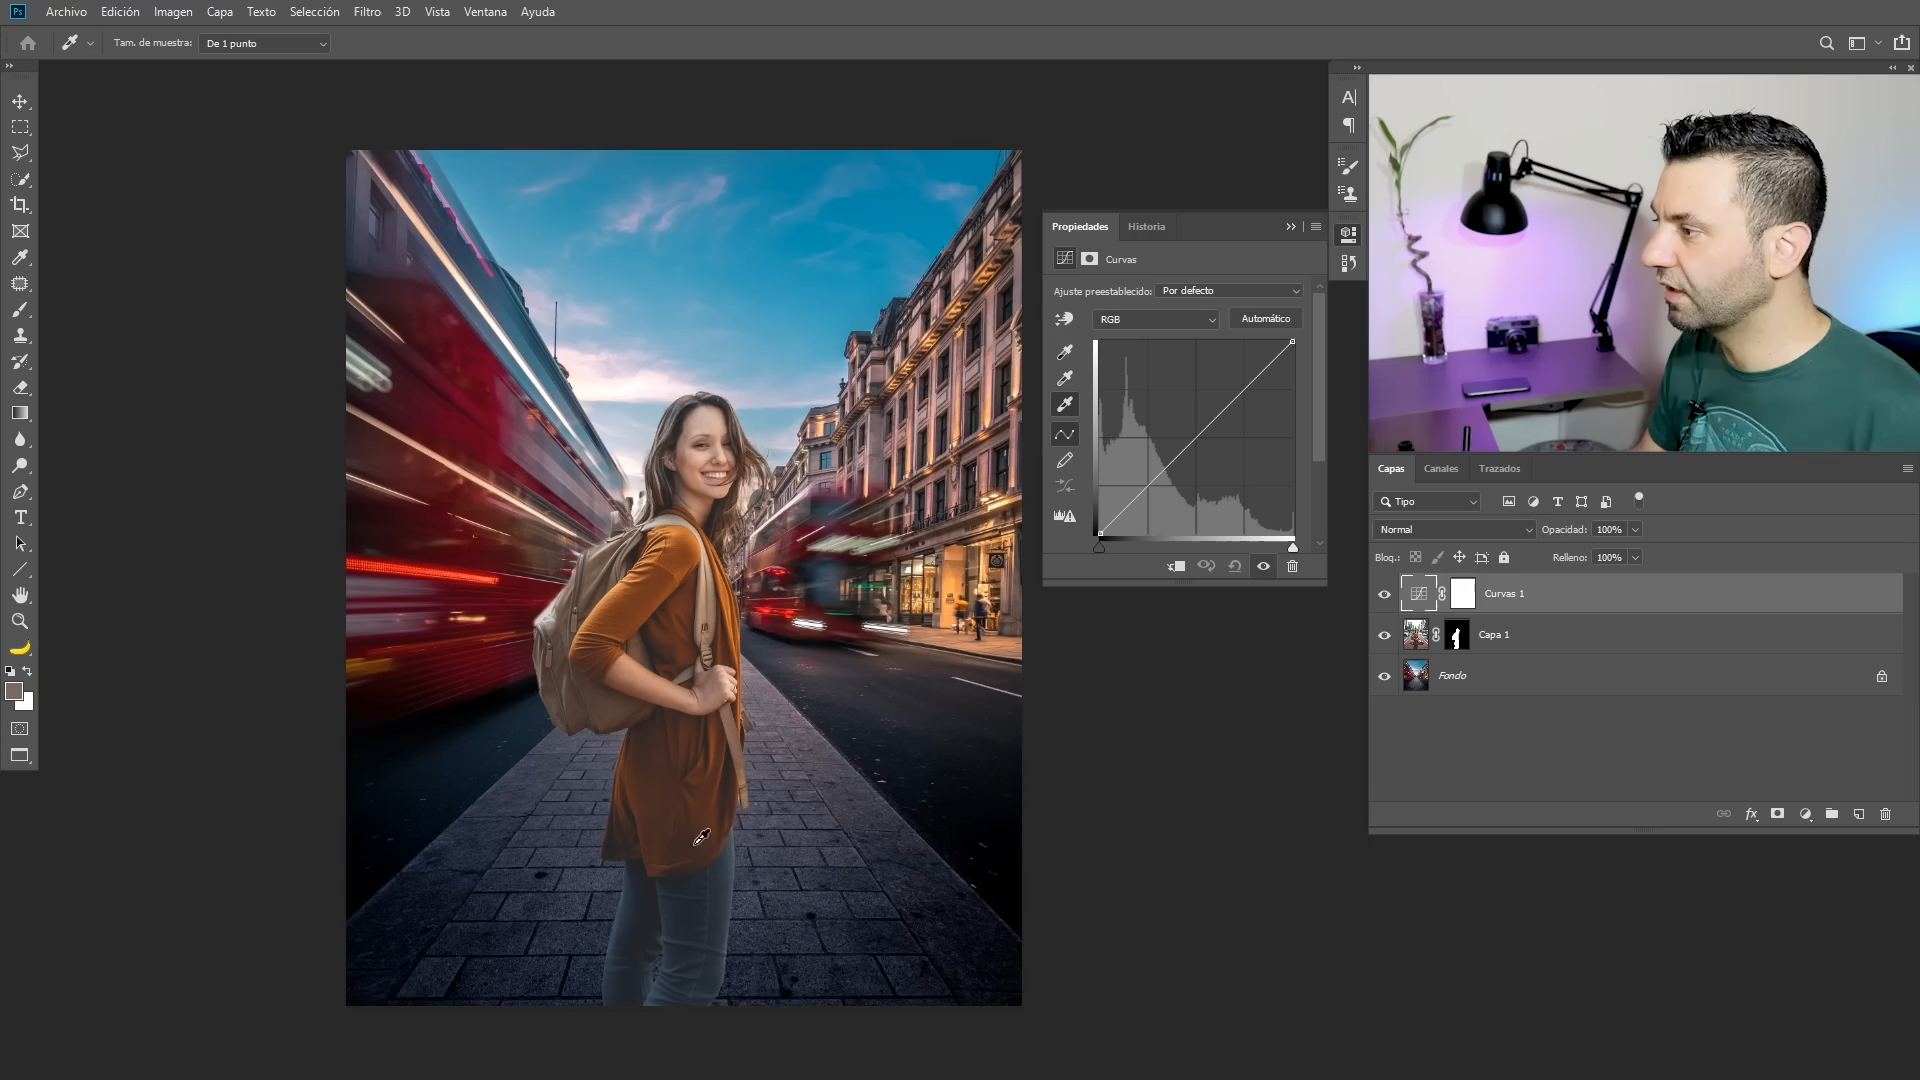 Ps Archivo Edición Imagen Capa Texto Selección Filtro 3D Vista Ventana Ayuda
Tam. de muestra: De 1 punto
Propiedades Historia
Curvas
Ajuste preestablecido: Por defecto
RGB Automático
Capas Canales Trazados
Tipo
Normal Opacidad: 100%
Bloq.: Relleno: 100%
Curvas 1
Capa 1
Fondo
fx